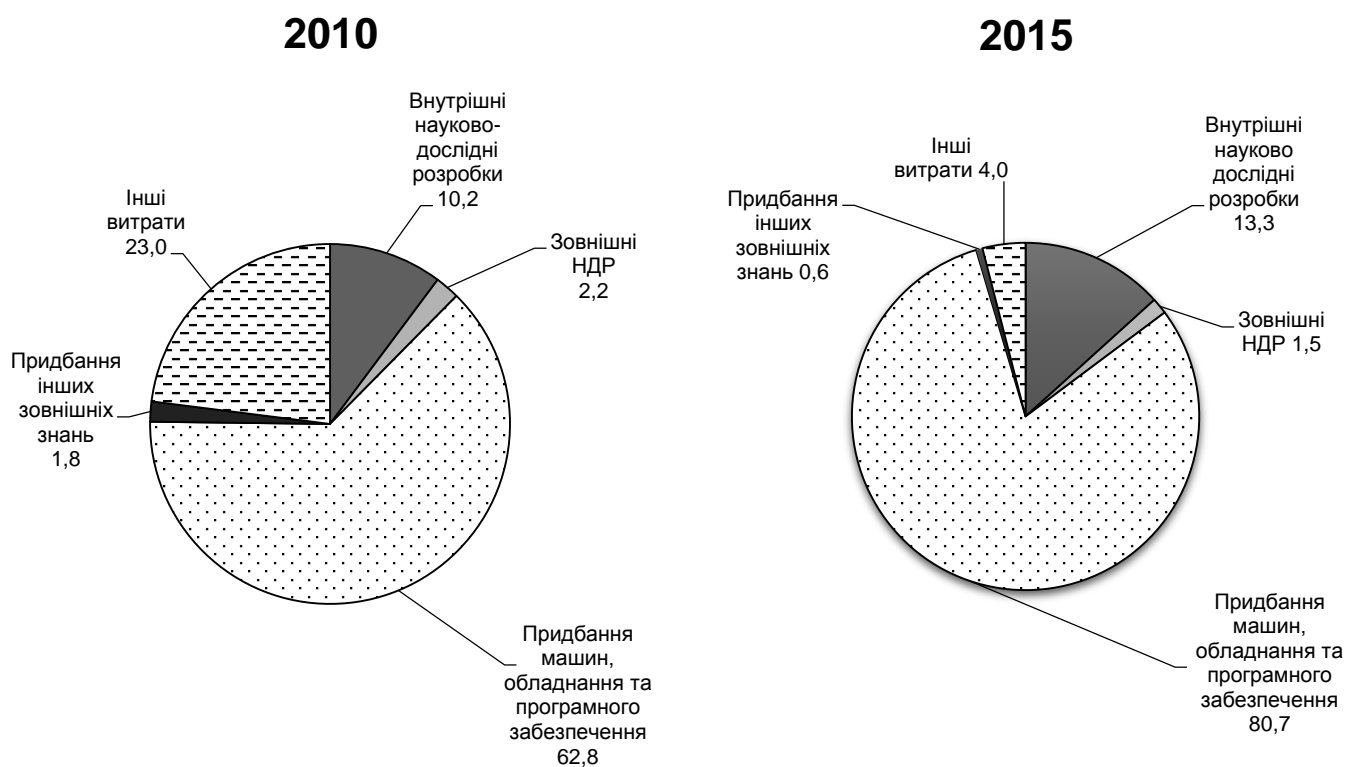 2010
Внутрішні
науково-
дослідні
розробки
10,2
Зовнішні
НДР
2,2
Придбання
машин,
обладнання та
програмного
забезпечення
62,8
Придбання
інших
зовнішніх
знань
1,8
Інші
витрати
23,0
2015
Внутрішні
науково
дослідні
розробки
13,3
Зовнішні
НДР 1,5
Придбання
машин,
обладнання та
програмного
забезпечення
80,7
Придбання
інших
зовнішніх
знань 0,6
Інші
витрати 4,0